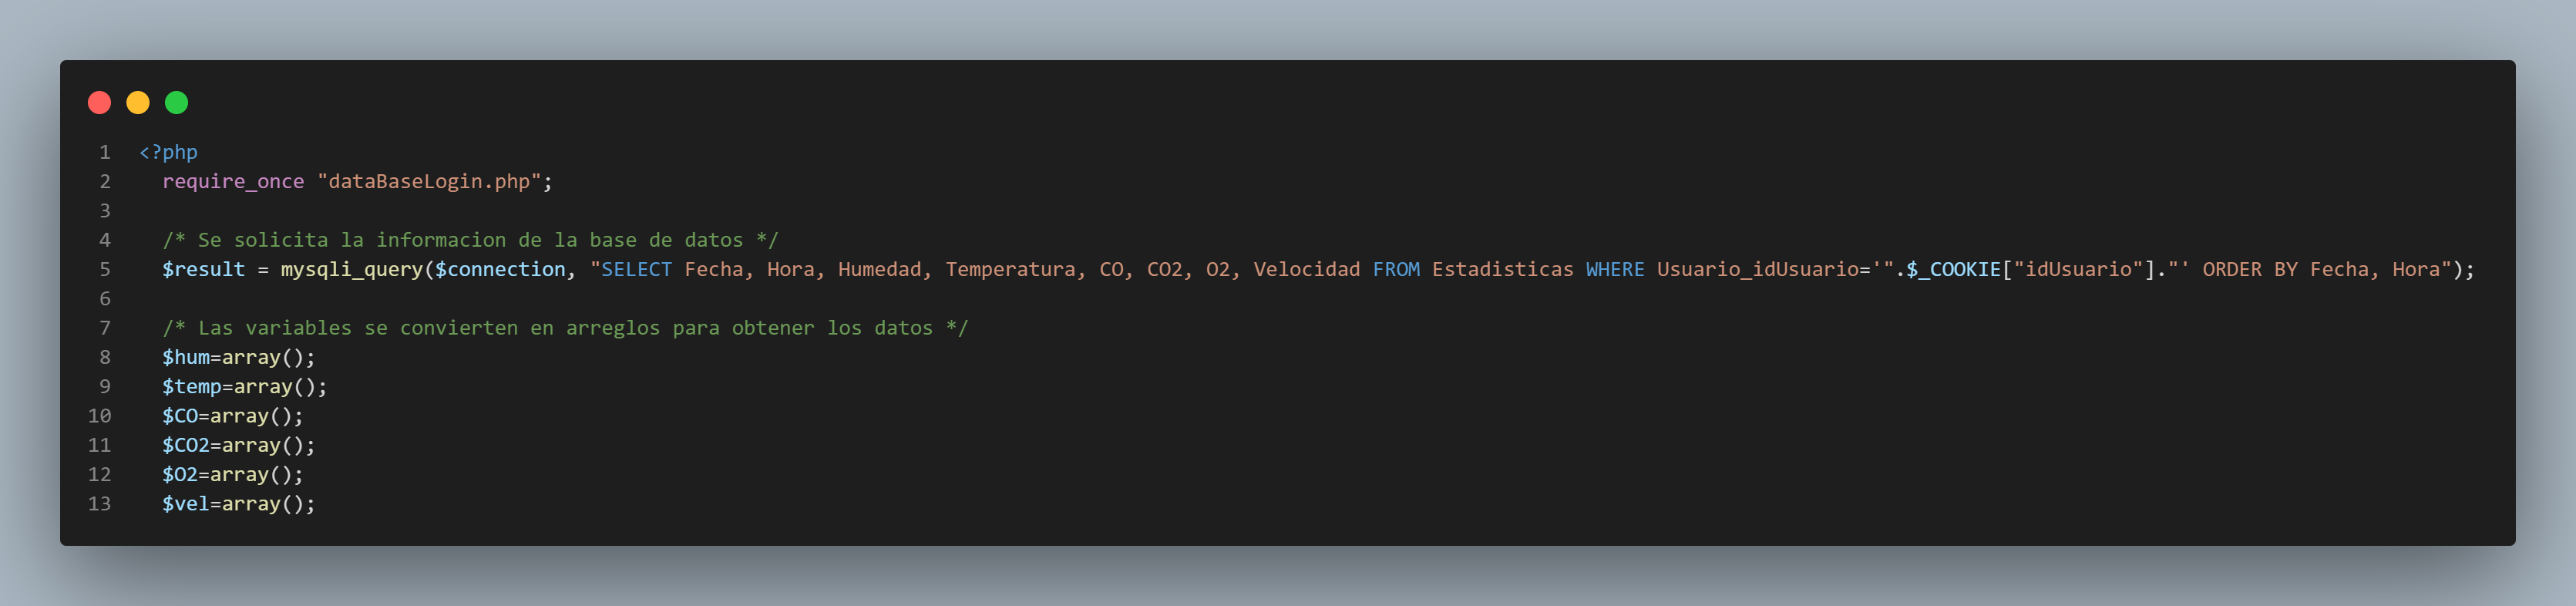 1 <?php
2 require_once "dataBaseLogin.php";
3
4 /* Se solicita la informacion de la base de datos */
5 $result = mysqli_query($connection, "SELECT Fecha, Hora, Humedad, Temperatura, CO, CO2, O2, Velocidad FROM Estadisticas WHERE Usuario_idUsuario='".$_COOKIE["idUsuario"]."' ORDER BY Fecha, Hora");
6
7 /* Las variables se convierten en arreglos para obtener los datos */
8 $hum=array();
9 $temp=array();
10 $CO=array();
11 $CO2=array();
12 $O2=array();
13 $vel=array();